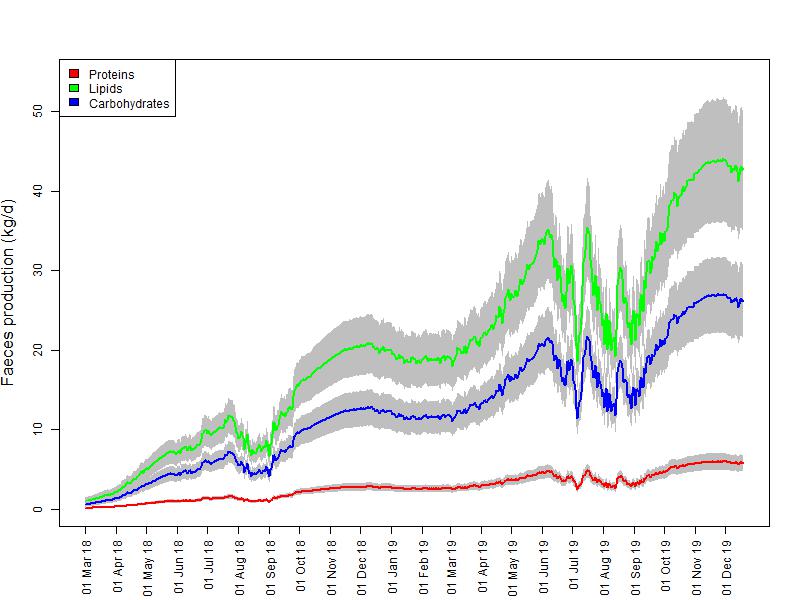 Proteins
Lipids
Carbohydrates
Faeces production (kg/d)
50
40
30
20
10
0
01 Mar 18
01 Apr 18
01 May 18
01 Jun 18
01 Jul 18
01 Aug 18
01 Sep 18
01 Oct 18
01 Nov 18
01 Dec 18
01 Jan 19
01 Feb 19
01 Mar 19
01 Apr 19
01 May 19
01 Jun 19
01 Jul 19
01 Aug 19
01 Sep 19
01 Oct 19
01 Nov 19
01 Dec 19